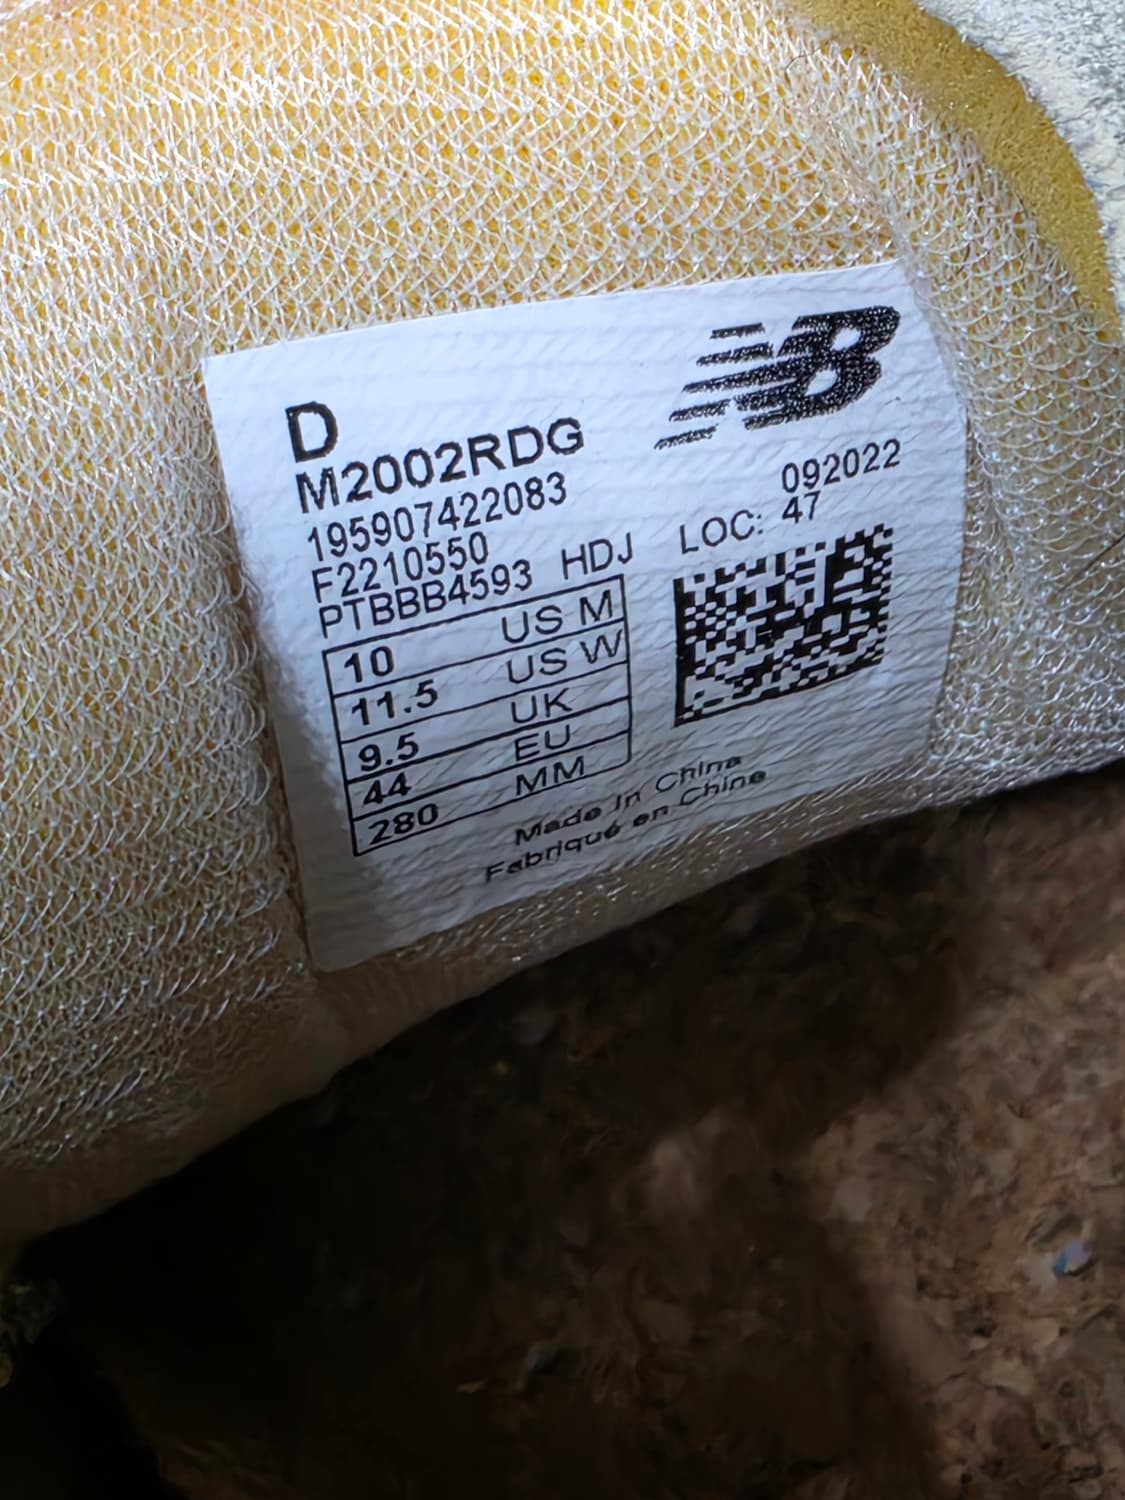 NB
D
M2002RDG
195907422083 092022
F2210550 LOC: 47
PTBBB4593 HDJ
10 US M
11.5 US W
9.5 UK
44 EU
280 MM
Made in China
Fabriqué en Chine